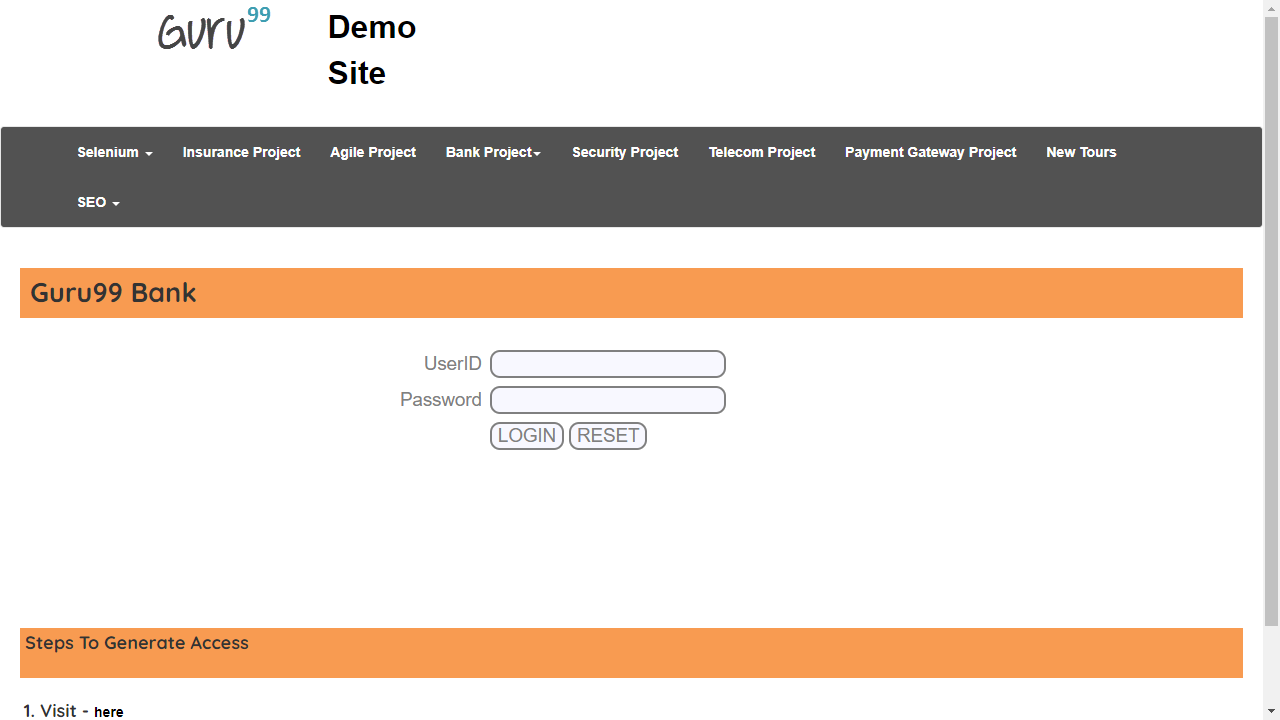 Guru99
Demo
Site
Selenium
Insurance Project
Agile Project
Bank Project
Security Project
Telecom Project
Payment Gateway Project
New Tours
SEO
Guru99 Bank
UserID
Password
LOGIN RESET
Steps To Generate Access
1. Visit - here